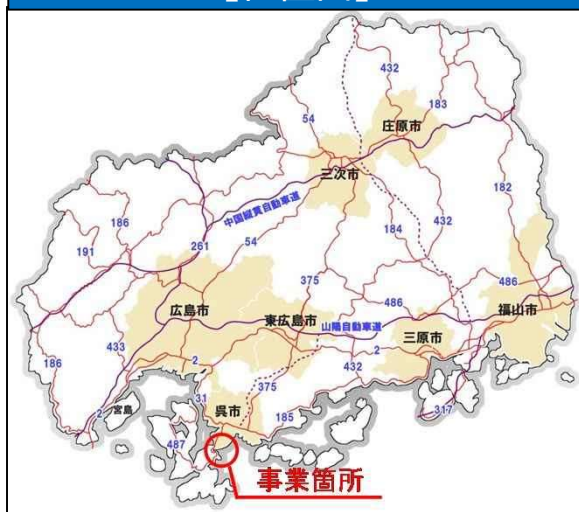 432
183
54
庄原市
三次市
182
中国縦貫自動車道
432
186
184
191
261
54
375
486
486
広島市
福山市
東広島市
山陽自動車道
三原市
186
433
2
2
432
375
31
呉市
185
317
2
宮島
487
事業箇所